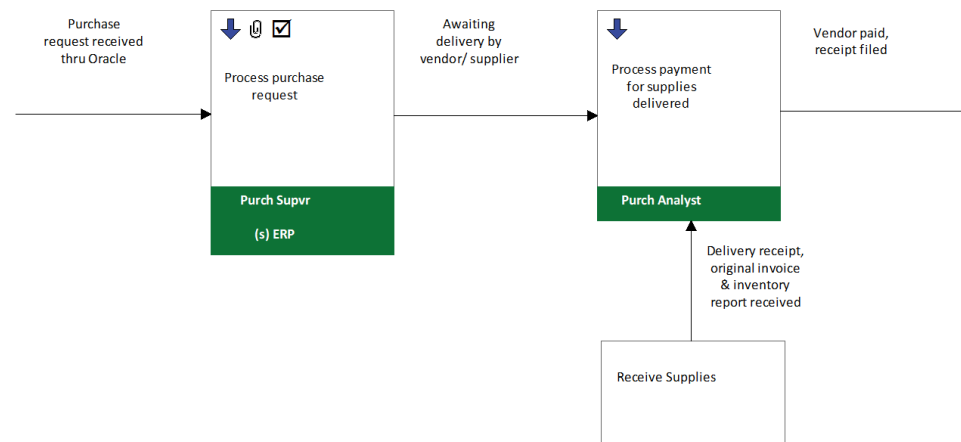 Purchase
request received
thru Oracle
Process purchase
request
Purch Supvr
(s) ERP
Awaiting
delivery by
vendor/ supplier
Process payment
for supplies
delivered
Purch Analyst
Vendor paid,
receipt filed
Delivery receipt,
original invoice
& inventory
report received
Receive Supplies